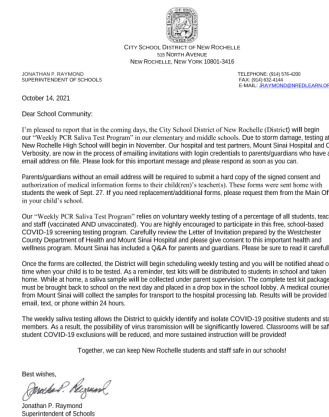 CITY SCHOOL DISTRICT OF NEW ROCHELLE
515 NORTH AVENUE
NEW ROCHELLE, NEW YORK 10801-3416
JONATHAN P. RAYMOND
SUPERINTENDENT OF SCHOOLS
TELEPHONE: (914) 576-4200
FAX: (914) 632-4144
E-MAIL: JRAYMOND@NREDLEARN.OR
October 14, 2021
Dear School Community:
I'm pleased to report that in the coming days, the City School District of New Rochelle (District) will begin
our "Weekly PCR Saliva Test Program" in our elementary and middle schools. Due to storm damage, testing at
New Rochelle High School will begin in November. Our hospital and test partners, Mount Sinai Hospital and C
Verbosity, are now in the process of emailing invitations with login credentials to parents/guardians who have a
email address on file. Please look for this important message and please respond as soon as you can.
Parents/guardians without an email address will be required to submit a hard copy of the signed consent and
authorization of medical information forms to their child(ren)'s teacher(s). These forms were sent home with
students the week of Sept. 27. If you need replacement/additional forms, please request them from the Main Of
in your child's school.
Our "Weekly PCR Saliva Test Program" relies on voluntary weekly testing of a percentage of all students, teac
and staff (vaccinated AND unvaccinated). You are highly encouraged to participate in this free, school-based
COVID-19 screening testing program. Carefully review the Letter of Invitation prepared by the Westchester
County Department of Health and Mount Sinai Hospital and please give consent to this important health and
wellness program. Mount Sinai has included a Q&A for parents and guardians. Please be sure to read it carefull
Once the forms are collected, the District will begin scheduling weekly testing and you will be notified ahead o
time when your child is to be tested. As a reminder, test kits will be distributed to students in school and taken
home. While at home, a saliva sample will be collected under parent supervision. The complete test kit package
must be brought back to school on the next day and placed in a drop box in the school lobby. A medical courier
from Mount Sinai will collect the samples for transport to the hospital processing lab. Results will be provided
email, text, or phone within 24 hours.
The weekly saliva testing allows the District to quickly identify and isolate COVID-19 positive students and sta
members. As a result, the possibility of virus transmission will be significantly lowered. Classrooms will be saf
student COVID-19 exclusions will be reduced, and more sustained instruction will be provided!
Together, we can keep New Rochelle students and staff safe in our schools!
Best wishes,
Jonathan P. Raymond
Jonathan P. Raymond
Superintendent of Schools